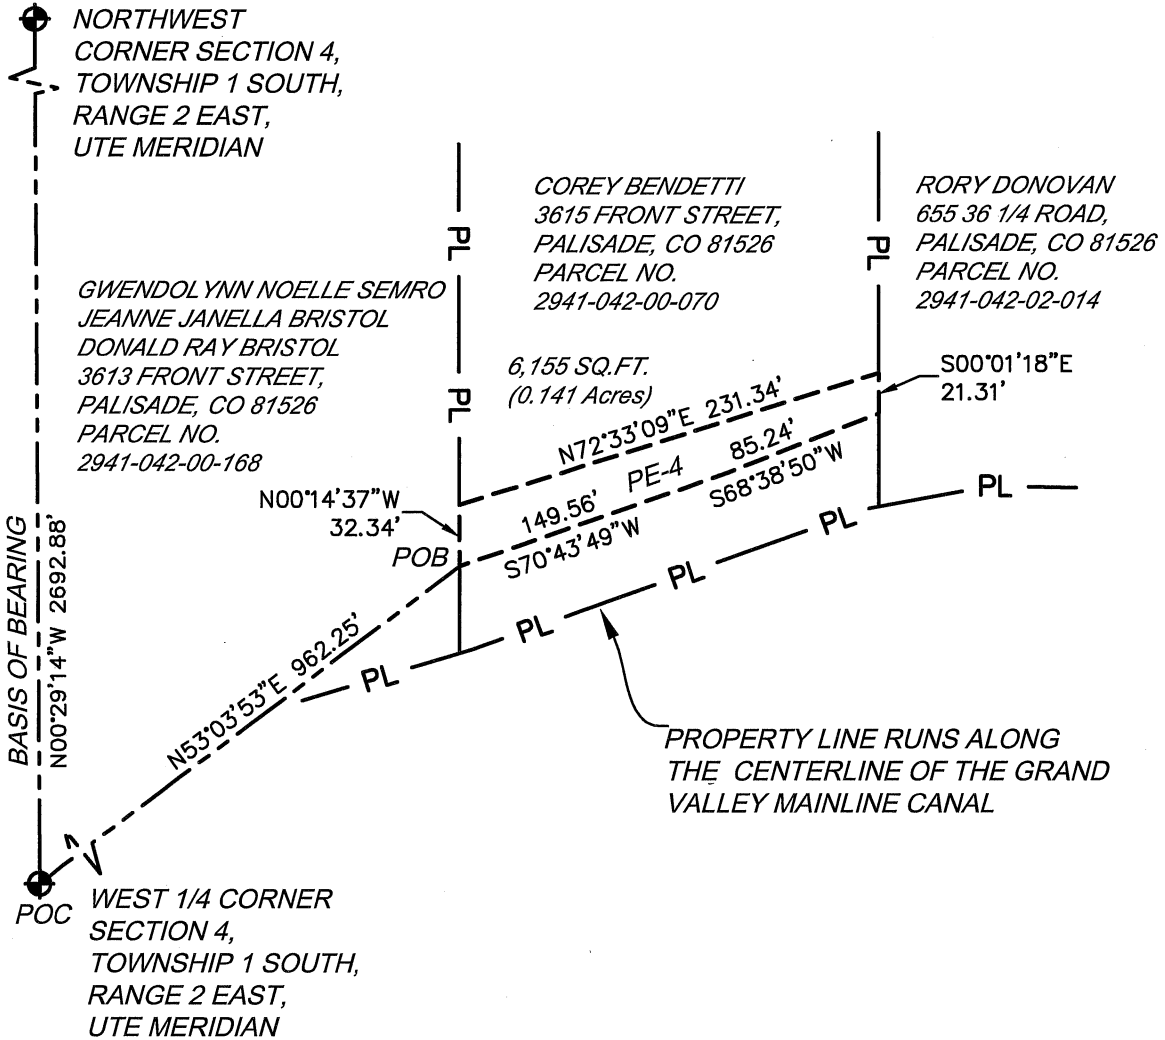 NORTHWEST
CORNER SECTION 4,
TOWNSHIP 1 SOUTH,
RANGE 2 EAST,
UTE MERIDIAN
COREY BENDETTI
3615 FRONT STREET,
PALISADE, CO 81526
PARCEL NO.
2941-042-00-070
RORY DONOVAN
655 36 1/4 ROAD,
PALISADE, CO 81526
PARCEL NO.
2941-042-02-014
PL
PL
GWENDOLYNN NOELLE SEMRO
JEANNE JANELLA BRISTOL
DONALD RAY BRISTOL
3613 FRONT STREET,
PALISADE, CO 81526
PARCEL NO.
2941-042-00-168
PL
6,155 SQ.FT.
(0.141 Acres)
S00°01'18"E
21.31'
N72°33'09"E 231.34'
PE-4
85.24'
S68°38'50"W
N00°14'37"W
32.34'
149.56'
S70°43'49"W
POB
PL
PL
PL
PL
PL
BASIS OF BEARING
N00°29'14"W 2692.88'
N53°03'53"E 962.25'
PROPERTY LINE RUNS ALONG
THE CENTERLINE OF THE GRAND
VALLEY MAINLINE CANAL
POC
WEST 1/4 CORNER
SECTION 4,
TOWNSHIP 1 SOUTH,
RANGE 2 EAST,
UTE MERIDIAN